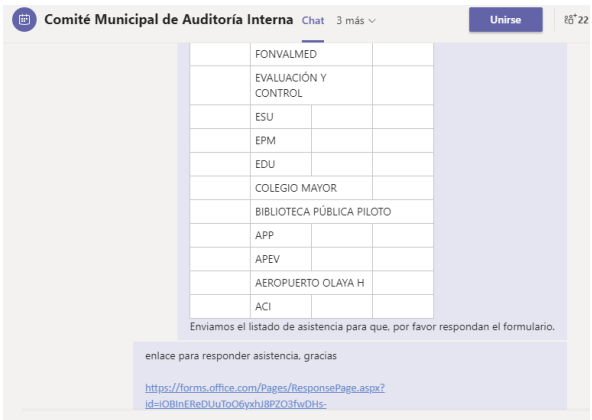 Comité Municipal de Auditoría Interna Chat 3 más Unirse 22
FONVALMED
EVALUACIÓN Y
CONTROL
ESU
EPM
EDU
COLEGIO MAYOR
BIBLIOTECA PÚBLICA PILOTO
APP
APEV
AEROPUERTO OLAYA H
ACI
Enviamos el listado de asistencia para que, por favor respondan el formulario.
enlace para responder asistencia, gracias
https://forms.office.com/Pages/ResponsePage.aspx?
id=iOBInEReDUuToO6yxhJ8PZO3fwDHs-